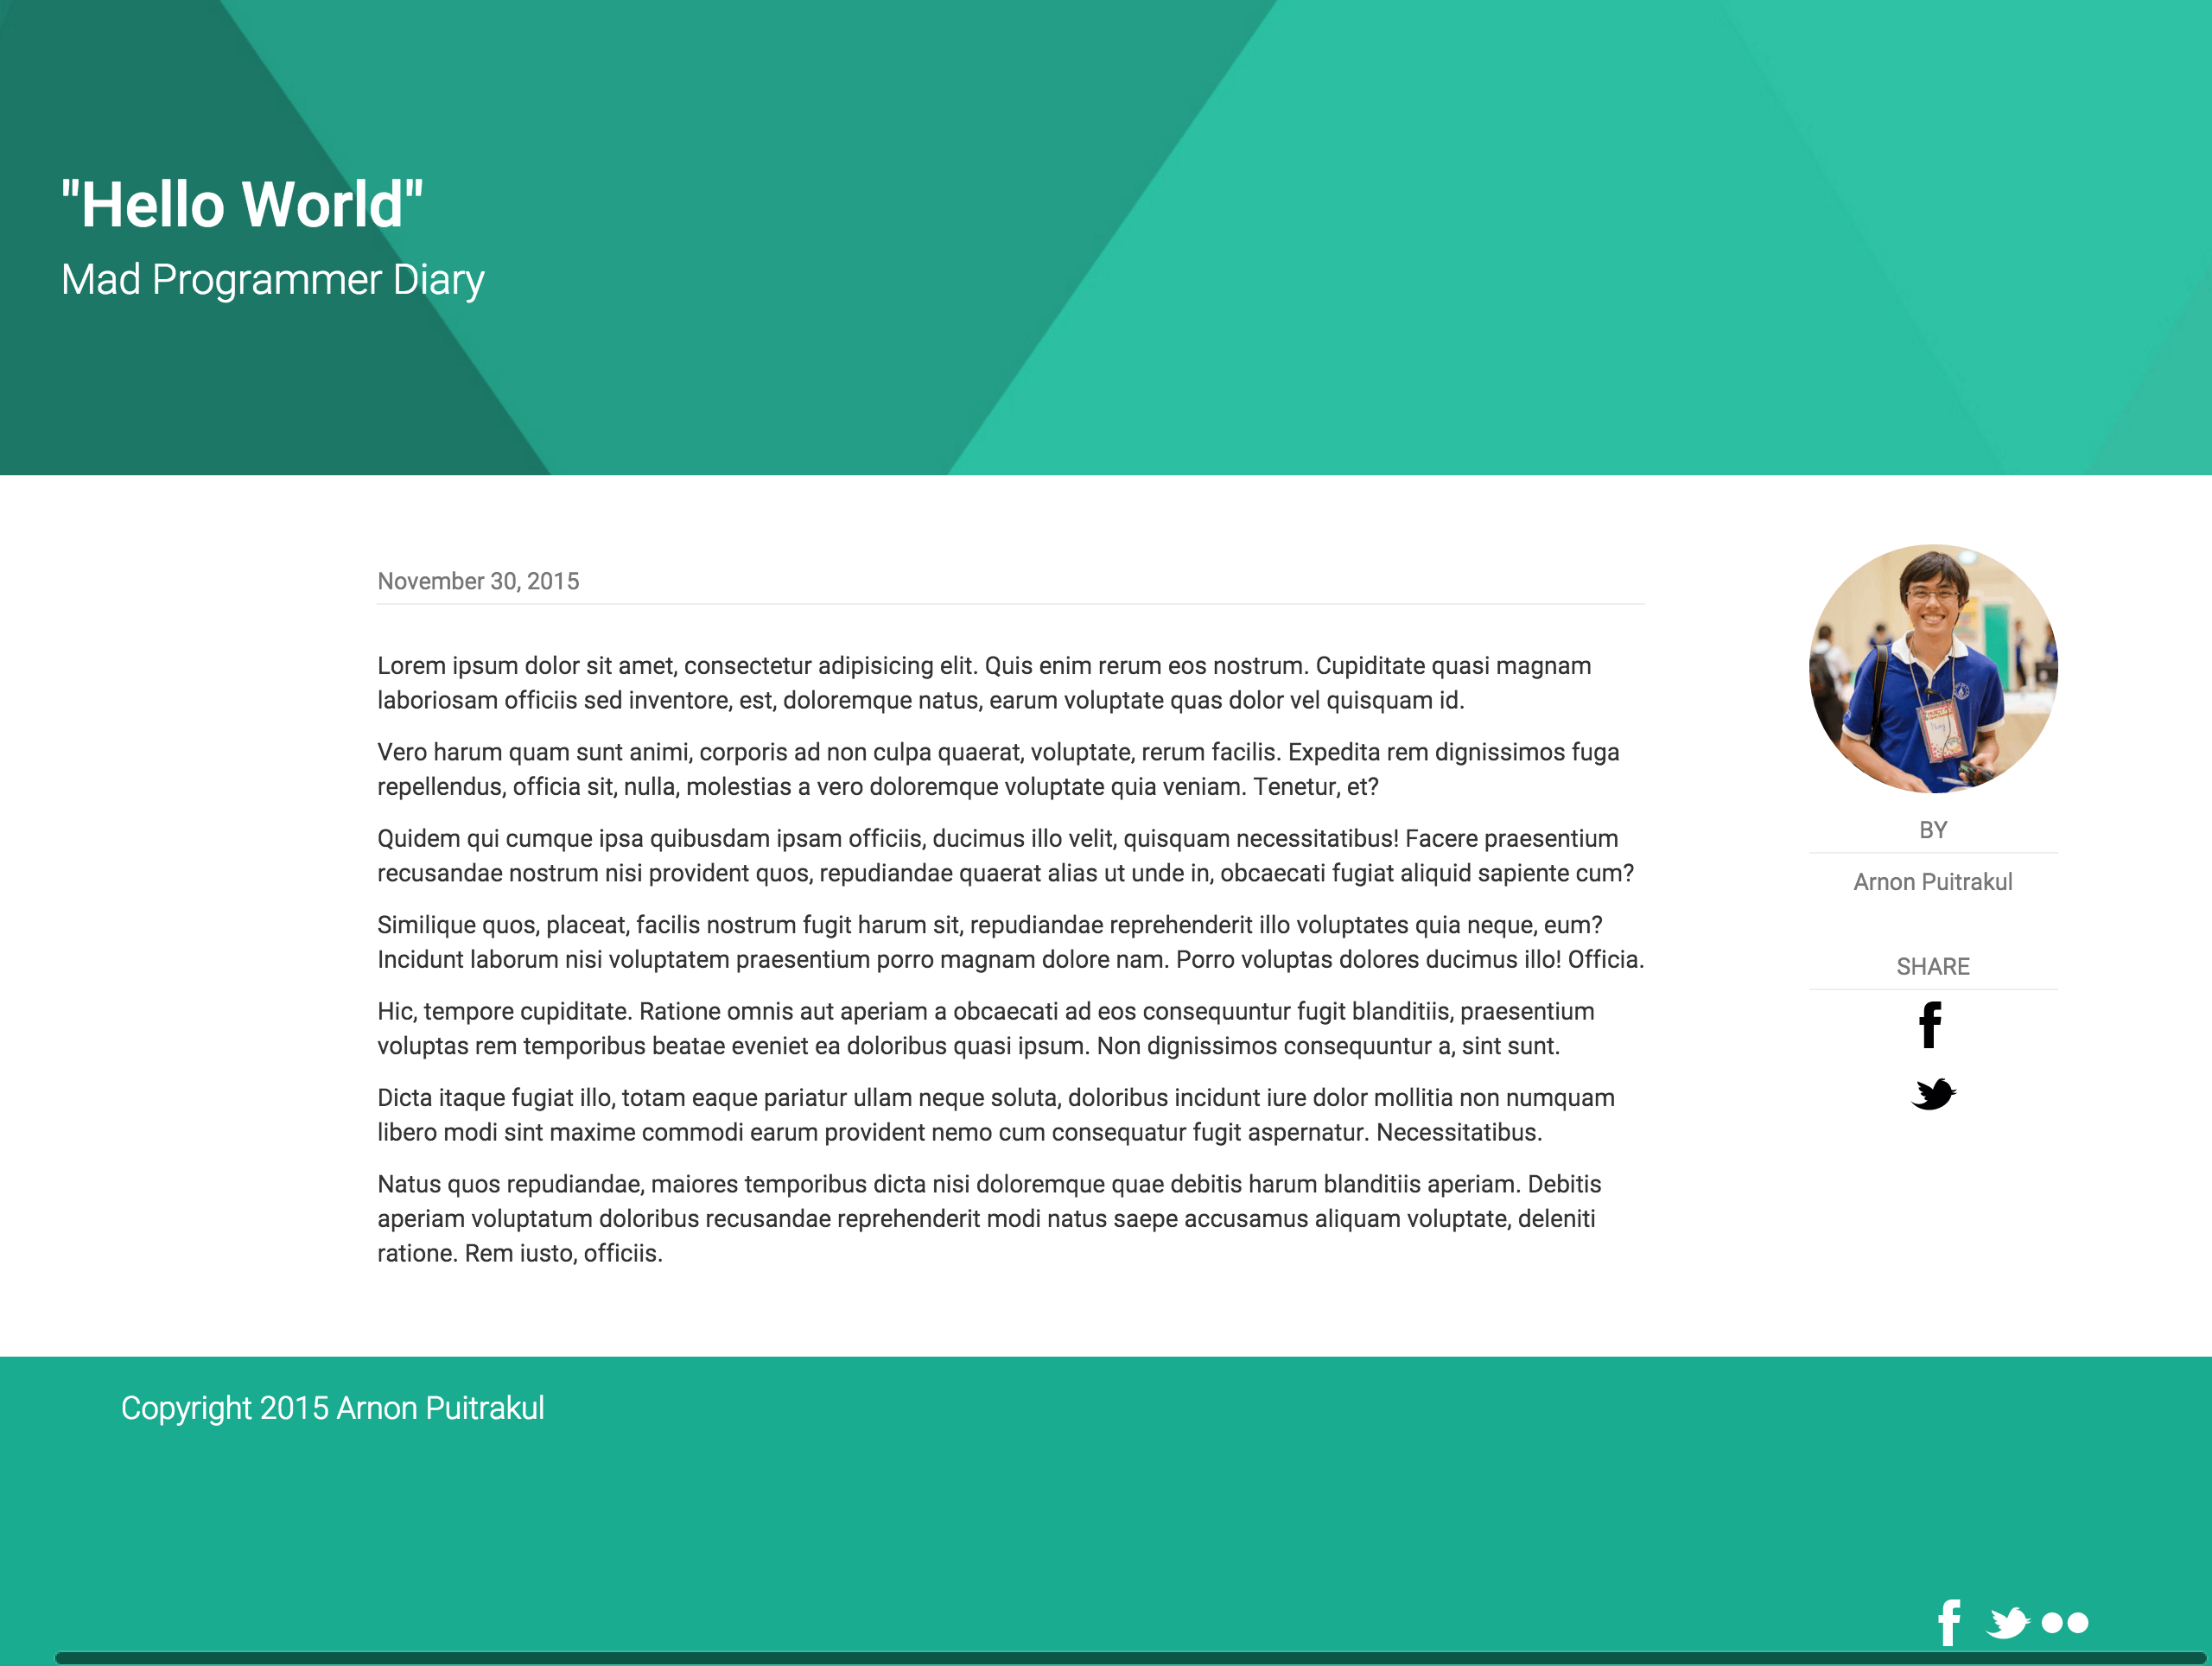 "Hello World"
Mad Programmer Diary
November 30, 2015
Lorem ipsum dolor sit amet, consectetur adipisicing elit. Quis enim rerum eos nostrum. Cupiditate quasi magnam
laboriosam officiis sed inventore, est, doloremque natus, earum voluptate quas dolor vel quisquam id.
Vero harum quam sunt animi, corporis ad non culpa quaerat, voluptate, rerum facilis. Expedita rem dignissimos fuga
repellendus, officia sit, nulla, molestias a vero doloremque voluptate quia veniam. Tenetur, et?
Quidem qui cumque ipsa quibusdam ipsam officiis, ducimus illo velit, quisquam necessitatibus! Facere praesentium
recusandae nostrum nisi provident quos, repudiandae quaerat alias ut unde in, obcaecati fugiat aliquid sapiente cum?
Similique quos, placeat, facilis nostrum fugit harum sit, repudiandae reprehenderit illo voluptates quia neque, eum?
Incidunt laborum nisi voluptatem praesentium porro magnam dolore nam. Porro voluptas dolores ducimus illo! Officia.
Hic, tempore cupiditate. Ratione omnis aut aperiam a obcaecati ad eos consequuntur fugit blanditiis, praesentium
voluptas rem temporibus beatae eveniet ea doloribus quasi ipsum. Non dignissimos consequuntur a, sint sunt.
Dicta itaque fugiat illo, totam eaque pariatur ullam neque soluta, doloribus incidunt iure dolor mollitia non numquam
libero modi sint maxime commodi earum provident nemo cum consequatur fugit aspernatur. Necessitatibus.
Natus quos repudiandae, maiores temporibus dicta nisi doloremque quae debitis harum blanditiis aperiam. Debitis
aperiam voluptatum doloribus recusandae reprehenderit modi natus saepe accusamus aliquam voluptate, deleniti
ratione. Rem iusto, officiis.
BY
Arnon Puitrakul
SHARE
Copyright 2015 Arnon Puitrakul